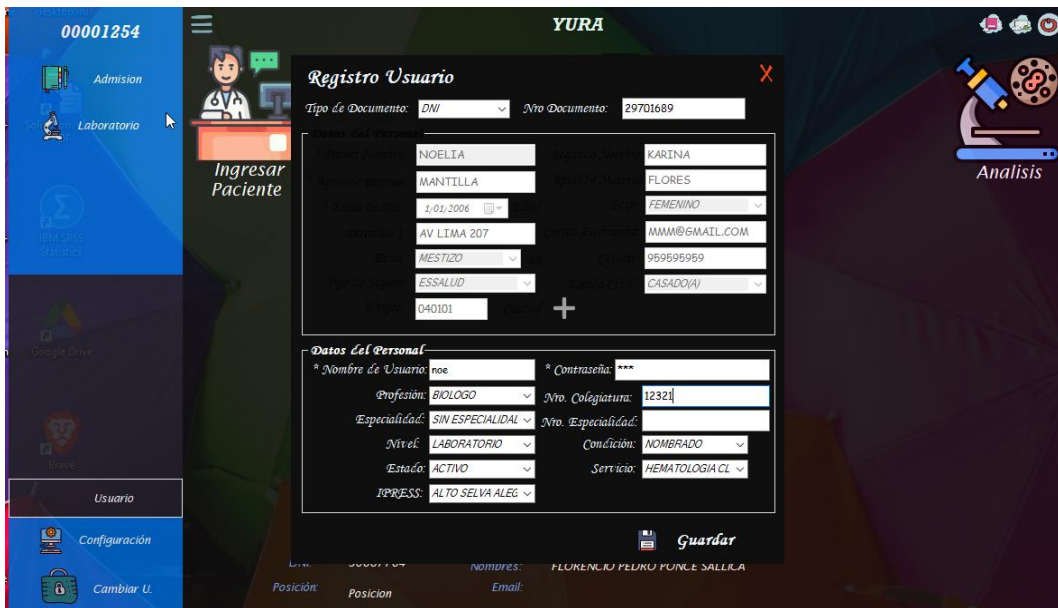 00001254
YURA
Admision
Laboratorio
IBM SPSS
Statistics
Google Drive
Brave
Usuario
Configuración
Cambiar U.
Ingresar
Paciente
Analisis
Registro Usuario X
Tipo de Documento: DNI Nro Documento: 29701689
Datos del Personal
NOELIA KARINA
MANTILLA FLORES
1/01/2006 FEMENINO
AV LIMA 207 MMM@GMAIL.COM
MESTIZO 959595959
ESSALUD CASADO(A)
040101
Datos del Personal
* Nombre de Usuario: noe * Contraseña: ***
Profesión: BIOLOGO Nro. Colegiatura: 12321
Especialidad: SIN ESPECIALIDAL Nro. Especialidad:
Nivel: LABORATORIO Condición: NOMBRADO
Estado: ACTIVO Servicio: HEMATOLOGIA CL
IPRESS: ALTO SELVA ALEG
Guardar
Nombres: FLORENCIO PEDRO PONCE SALLICA
Posición: Posicion Email: